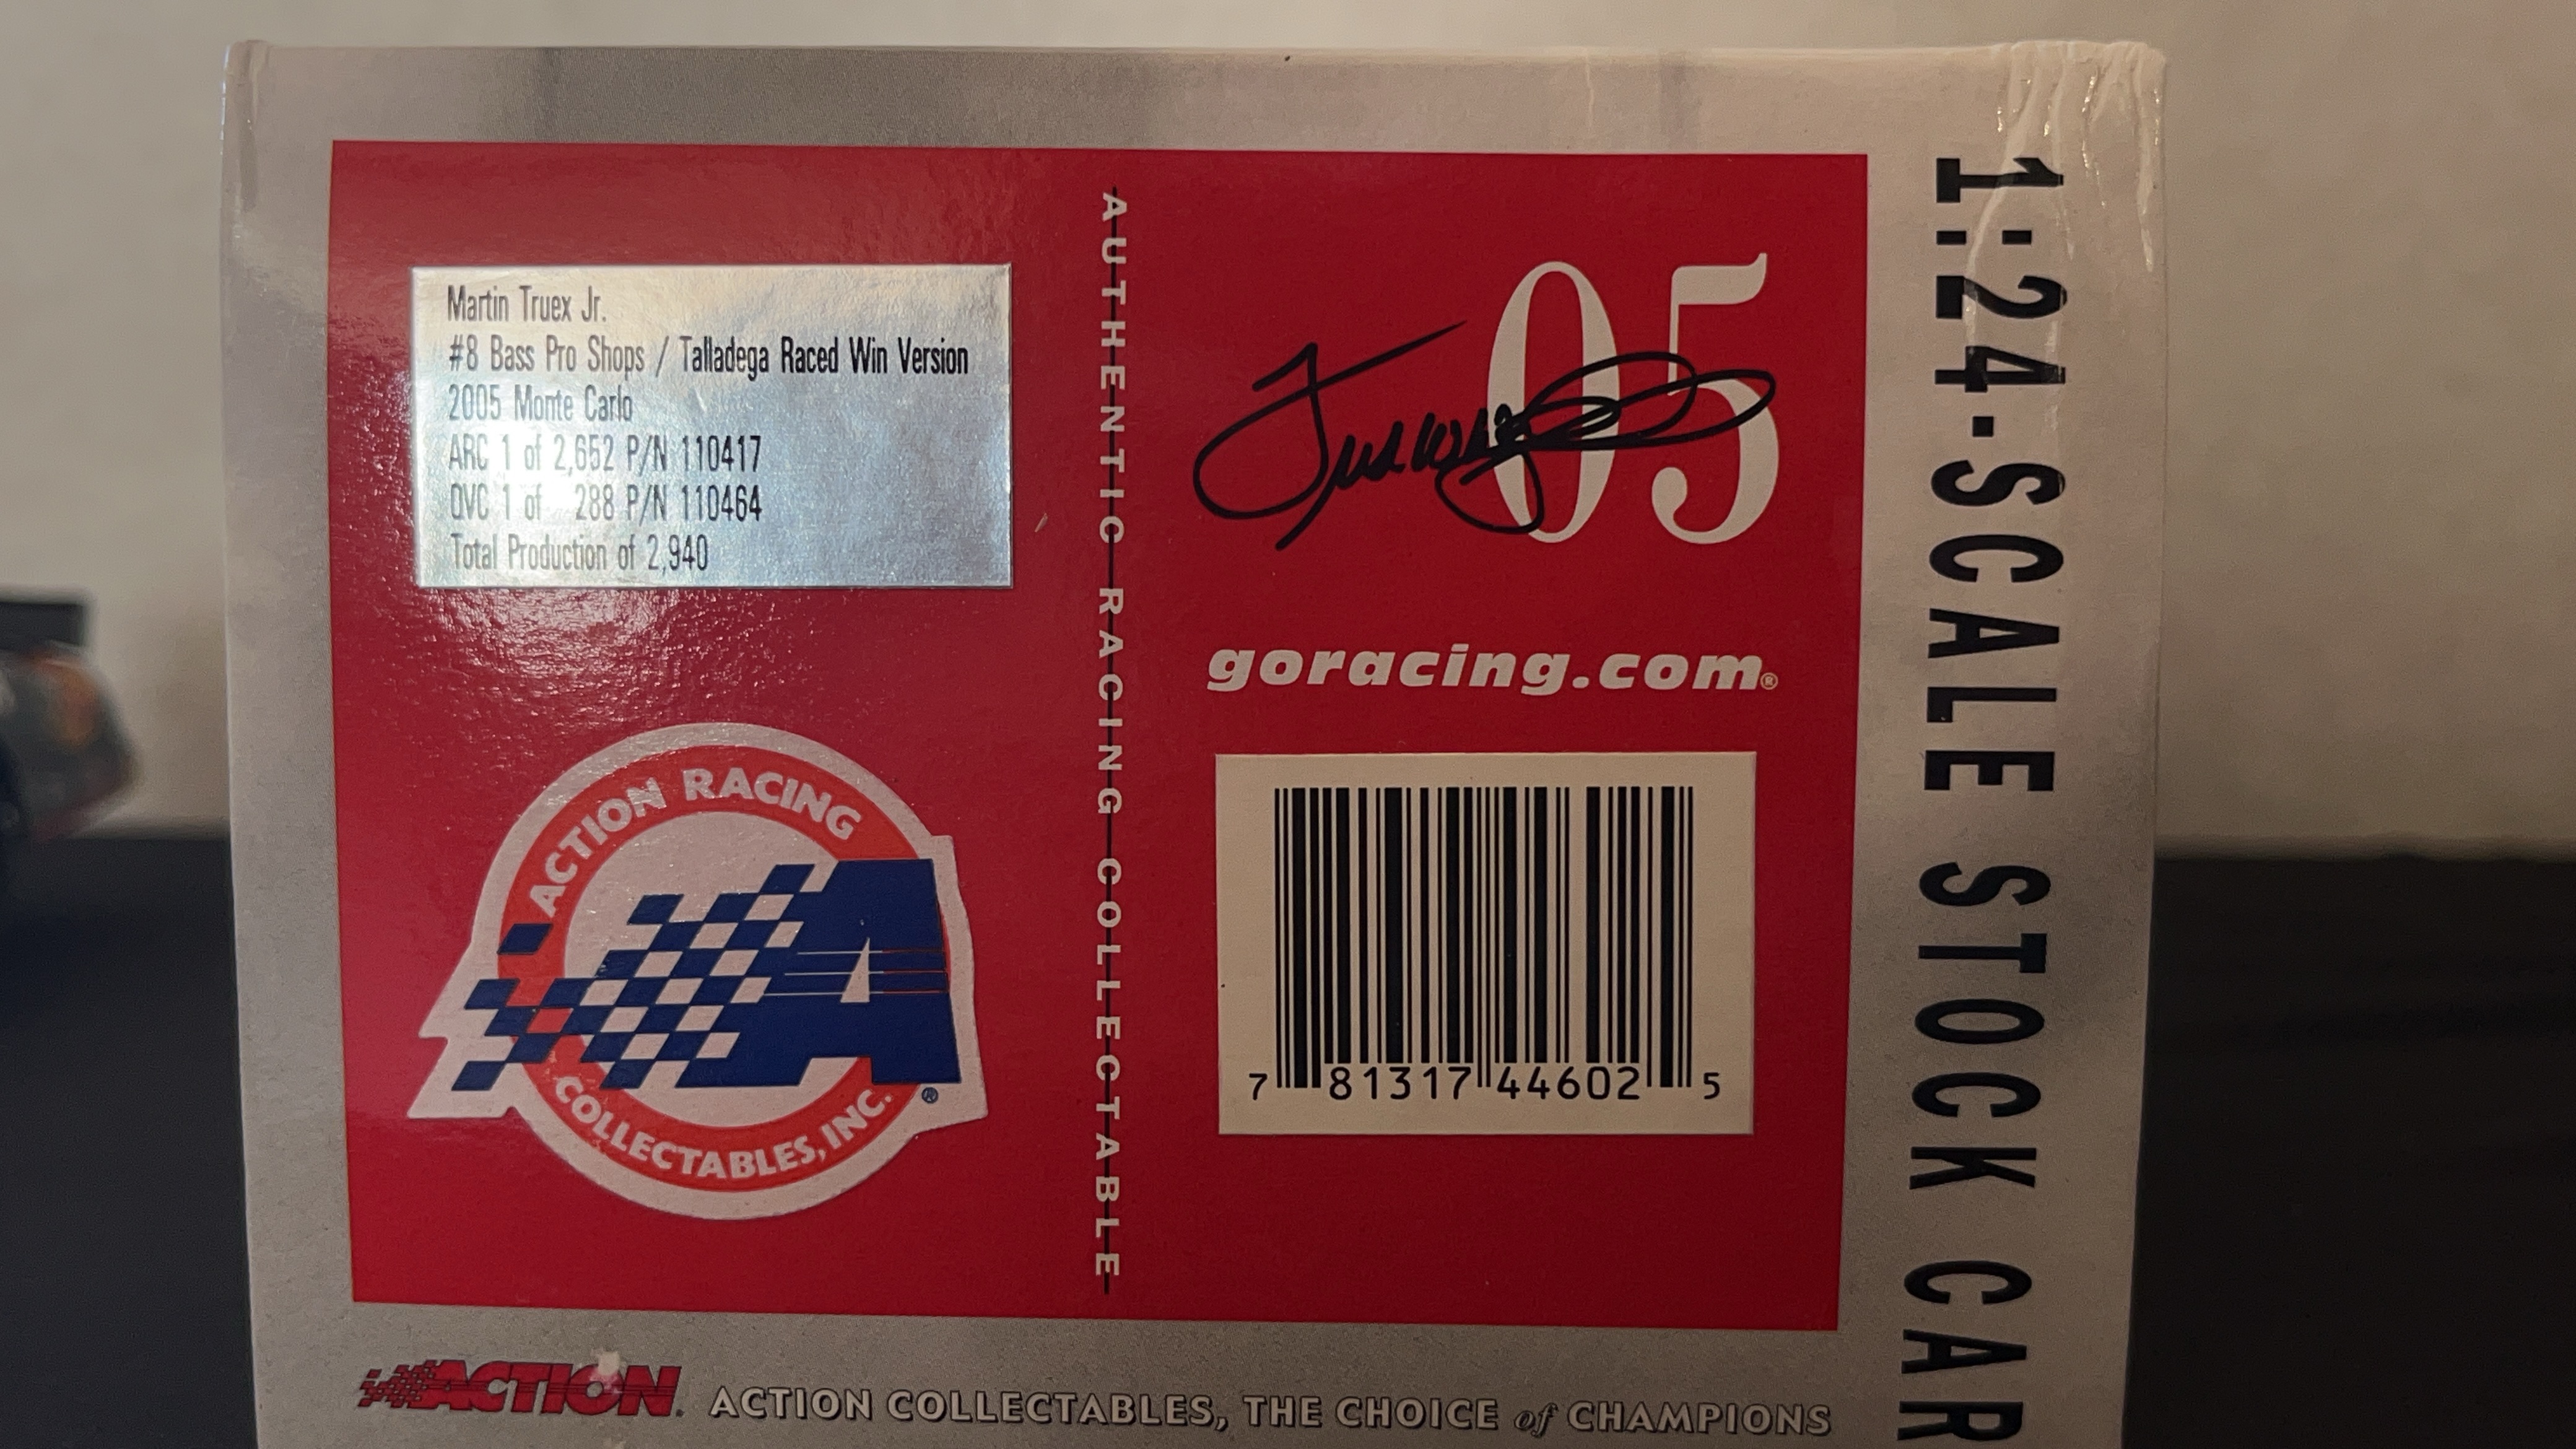 Martin Truex Jr.
#8 Bass Pro Shops / Talladega Raced Win Version
2005 Monte Carlo
ARC 1 of 2,652 P/N 110417
QVC 1 of 288 P/N 110464
Total Production of 2,940
ACTION RACING
A
COLLECTABLES, INC.®
AUTHENTIC RACING COLLECTABLE
05
goracing.com®
7 81317 44602 5
1:24-SCALE STOCK CAR
ACTION
ACTION COLLECTABLES, THE CHOICE of CHAMPIONS